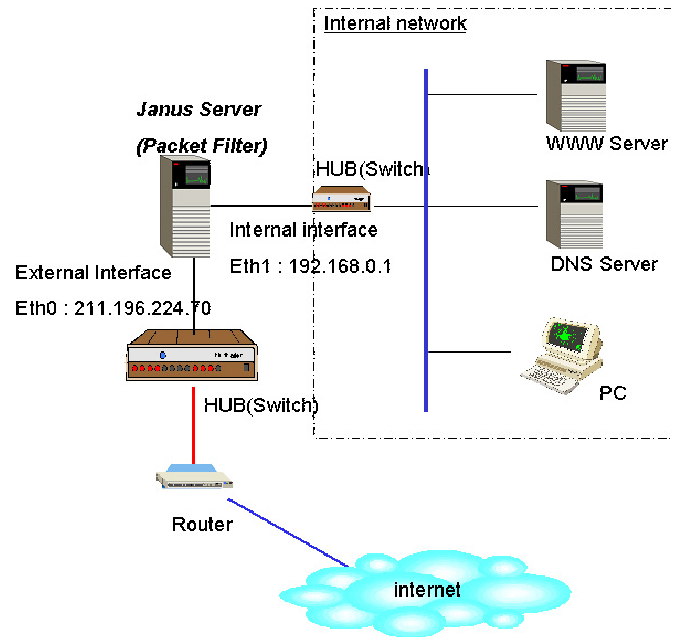 Internal network
Janus Server
(Packet Filter)
WWW Server
HUB(Switch)
Internal interface
Eth1 : 192.168.0.1
DNS Server
External Interface
Eth0 : 211.196.224.70
PC
HUB(Switch)
Router
internet